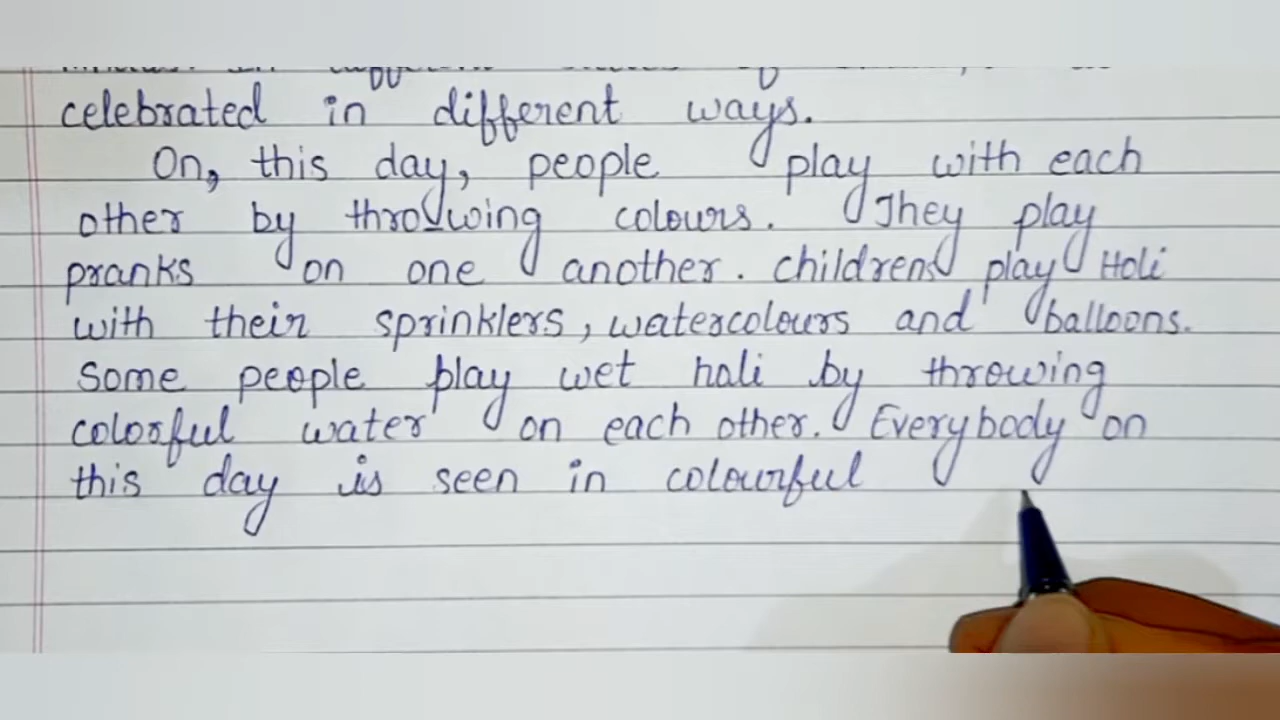 celebrated in different ways.
On, this day, people play with each
other by throwing colours. They play
pranks on one another. Childrens play Holi
with their sprinklers, watercolours and balloons.
Some people play wet holi by throwing
colorful water on each other. Everybody on
this day is seen in colourful